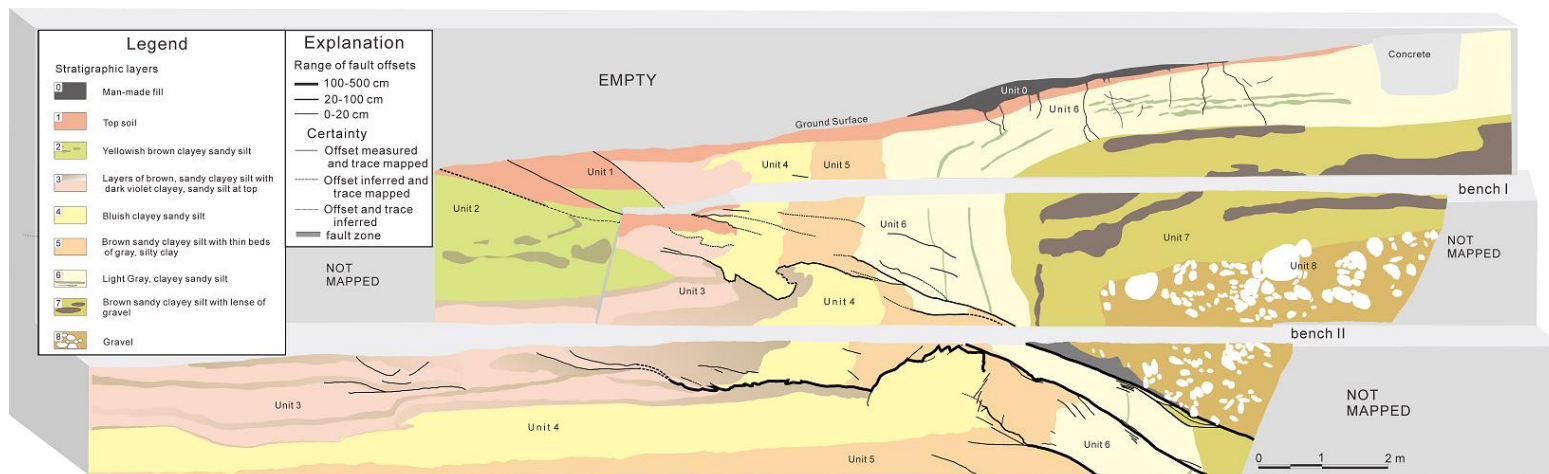 Legend
Stratigraphic layers
0 Man-made fill
1 Top soil
2 Yellowish brown clayey sandy silt
3 Layers of brown, sandy clayey silt with
dark violet clayey, sandy silt at top
4 Bluish clayey sandy silt
5 Brown sandy clayey silt with thin beds
of gray, silty clay
6 Light Gray, clayey sandy silt
7 Brown sandy clayey silt with lense of
gravel
8 Gravel
Explanation
Range of fault offsets
100-500 cm
20-100 cm
0-20 cm
Certainty
Offset measured
and trace mapped
Offset inferred and
trace mapped
Offset and trace
inferred
fault zone
EMPTY
Concrete
Unit 0
Unit 6
Ground Surface
Unit 4
Unit 5
Unit 1
bench I
Unit 2
Unit 6
Unit 7
NOT
MAPPED
Unit 8
NOT
MAPPED
Unit 3
Unit 4
bench II
Unit 3
NOT
MAPPED
Unit 4
Unit 6
Unit 5
0 1 2 m